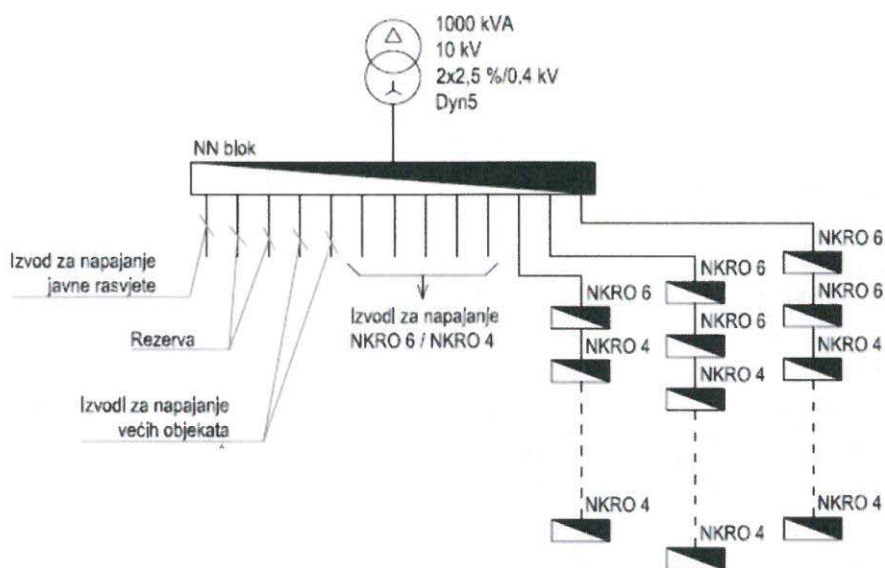 1000 kVA
10 kV
2x2,5 %/0,4 kV
Dyn5
NN blok
Izvod za napajanje
javne rasvjete
Rezerva
Izvodi za napajanje
većih objekata
Izvodi za napajanje
NKRO 6 / NKRO 4
NKRO 6
NKRO 4
NKRO 4
NKRO 6
NKRO 6
NKRO 4
NKRO 4
NKRO 6
NKRO 6
NKRO 4
NKRO 4